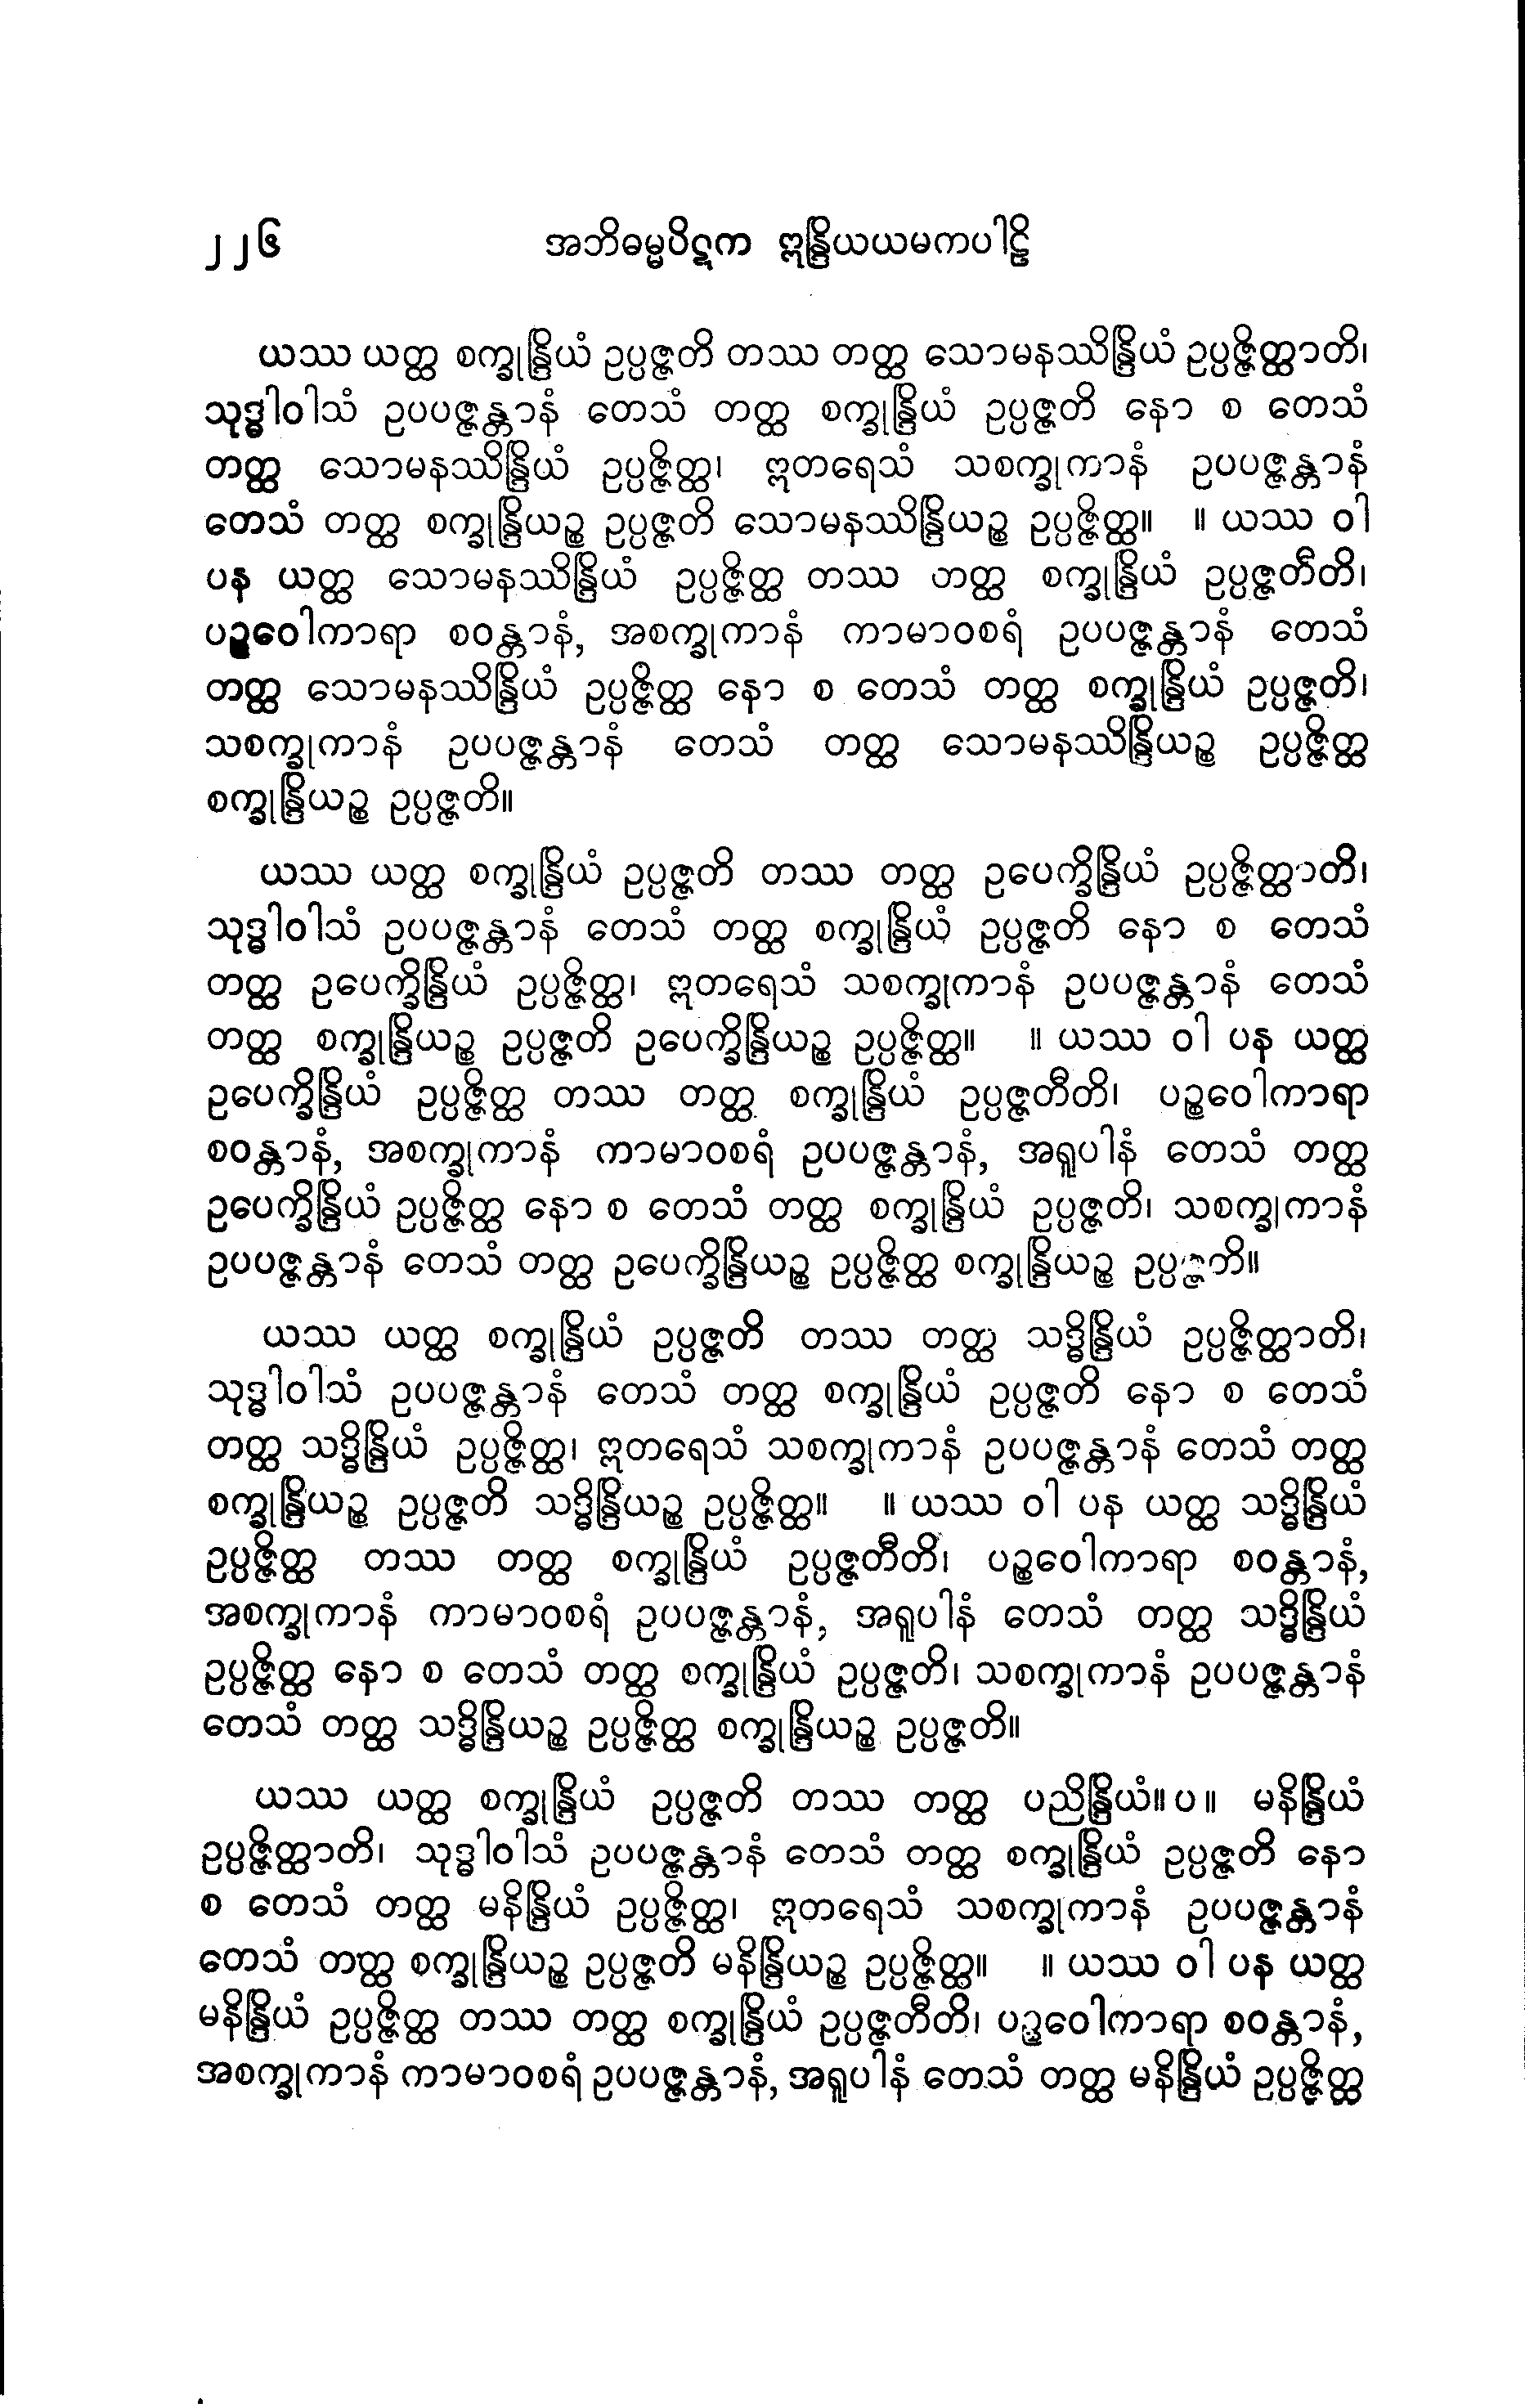 ၂၂၆ အဘိဓမ္မပိဋက ဣန္ဒြိယယမကပါဠိ
ယဿ ယတ္ထ စက္ခုန္ဒြိယံ ဥပ္ပဇ္ဇတိ တဿ တတ္ထ သောမနဿိန္ဒြိယံ ဥပ္ပဇ္ဇိတ္ထာတိ၊
သုဒ္ဓါဝါသံ ဥပပဇ္ဇန္တာနံ တေသံ တတ္ထ စက္ခုန္ဒြိယံ ဥပ္ပဇ္ဇတိ နော စ တေသံ
တတ္ထ သောမနဿိန္ဒြိယံ ဥပ္ပဇ္ဇိတ္ထ၊ ဣတရေသံ သစက္ခုကာနံ ဥပပဇ္ဇန္တာနံ
တေသံ တတ္ထ စက္ခုန္ဒြိယဉ္စ ဥပ္ပဇ္ဇတိ သောမနဿိန္ဒြိယဉ္စ ဥပ္ပဇ္ဇိတ္ထ။ ။ ယဿ ဝါ
ပန ယတ္ထ သောမနဿိန္ဒြိယံ ဥပ္ပဇ္ဇိတ္ထ တဿ တတ္ထ စက္ခုန္ဒြိယံ ဥပ္ပဇ္ဇတီတိ၊
ပဉ္စဝေါကာရာ စဝန္တာနံ, အစက္ခုကာနံ ကာမာဝစရံ ဥပပဇ္ဇန္တာနံ တေသံ
တတ္ထ သောမနဿိန္ဒြိယံ ဥပ္ပဇ္ဇိတ္ထ နော စ တေသံ တတ္ထ စက္ခုန္ဒြိယံ ဥပ္ပဇ္ဇတိ၊
သစက္ခုကာနံ ဥပပဇ္ဇန္တာနံ တေသံ တတ္ထ သောမနဿိန္ဒြိယဉ္စ ဥပ္ပဇ္ဇိတ္ထ
စက္ခုန္ဒြိယဉ္စ ဥပ္ပဇ္ဇတိ။
ယဿ ယတ္ထ စက္ခုန္ဒြိယံ ဥပ္ပဇ္ဇတိ တဿ တတ္ထ ဥပေက္ခိန္ဒြိယံ ဥပ္ပဇ္ဇိတ္ထာတိ၊
သုဒ္ဓါဝါသံ ဥပပဇ္ဇန္တာနံ တေသံ တတ္ထ စက္ခုန္ဒြိယံ ဥပ္ပဇ္ဇတိ နော စ တေသံ
တတ္ထ ဥပေက္ခိန္ဒြိယံ ဥပ္ပဇ္ဇိတ္ထ၊ ဣတရေသံ သစက္ခုကာနံ ဥပပဇ္ဇန္တာနံ တေသံ
တတ္ထ စက္ခုန္ဒြိယဉ္စ ဥပ္ပဇ္ဇတိ ဥပေက္ခိန္ဒြိယဉ္စ ဥပ္ပဇ္ဇိတ္ထ။ ။ ယဿ ဝါ ပန ယတ္ထ
ဥပေက္ခိန္ဒြိယံ ဥပ္ပဇ္ဇိတ္ထ တဿ တတ္ထ စက္ခုန္ဒြိယံ ဥပ္ပဇ္ဇတီတိ၊ ပဉ္စဝေါကာရာ
စဝန္တာနံ, အစက္ခုကာနံ ကာမာဝစရံ ဥပပဇ္ဇန္တာနံ, အရူပါနံ တေသံ တတ္ထ
ဥပေက္ခိန္ဒြိယံ ဥပ္ပဇ္ဇိတ္ထ နော စ တေသံ တတ္ထ စက္ခုန္ဒြိယံ ဥပ္ပဇ္ဇတိ၊ သစက္ခုကာနံ
ဥပပဇ္ဇန္တာနံ တေသံ တတ္ထ ဥပေက္ခိန္ဒြိယဉ္စ ဥပ္ပဇ္ဇိတ္ထ စက္ခုန္ဒြိယဉ္စ ဥပ္ပဇ္ဇတိ။
ယဿ ယတ္ထ စက္ခုန္ဒြိယံ ဥပ္ပဇ္ဇတိ တဿ တတ္ထ သဒ္ဓိန္ဒြိယံ ဥပ္ပဇ္ဇိတ္ထာတိ၊
သုဒ္ဓါဝါသံ ဥပပဇ္ဇန္တာနံ တေသံ တတ္ထ စက္ခုန္ဒြိယံ ဥပ္ပဇ္ဇတိ နော စ တေသံ
တတ္ထ သဒ္ဓိန္ဒြိယံ ဥပ္ပဇ္ဇိတ္ထ၊ ဣတရေသံ သစက္ခုကာနံ ဥပပဇ္ဇန္တာနံ တေသံ တတ္ထ
စက္ခုန္ဒြိယဉ္စ ဥပ္ပဇ္ဇတိ သဒ္ဓိန္ဒြိယဉ္စ ဥပ္ပဇ္ဇိတ္ထ။ ။ ယဿ ဝါ ပန ယတ္ထ သဒ္ဓိန္ဒြိယံ
ဥပ္ပဇ္ဇိတ္ထ တဿ တတ္ထ စက္ခုန္ဒြိယံ ဥပ္ပဇ္ဇတီတိ၊ ပဉ္စဝေါကာရာ စဝန္တာနံ,
အစက္ခုကာနံ ကာမာဝစရံ ဥပပဇ္ဇန္တာနံ, အရူပါနံ တေသံ တတ္ထ သဒ္ဓိန္ဒြိယံ
ဥပ္ပဇ္ဇိတ္ထ နော စ တေသံ တတ္ထ စက္ခုန္ဒြိယံ ဥပ္ပဇ္ဇတိ၊ သစက္ခုကာနံ ဥပပဇ္ဇန္တာနံ
တေသံ တတ္ထ သဒ္ဓိန္ဒြိယဉ္စ ဥပ္ပဇ္ဇိတ္ထ စက္ခုန္ဒြိယဉ္စ ဥပ္ပဇ္ဇတိ။
ယဿ ယတ္ထ စက္ခုန္ဒြိယံ ဥပ္ပဇ္ဇတိ တဿ တတ္ထ ပညိန္ဒြိယံ။ပ။ မနိန္ဒြိယံ
ဥပ္ပဇ္ဇိတ္ထာတိ၊ သုဒ္ဓါဝါသံ ဥပပဇ္ဇန္တာနံ တေသံ တတ္ထ စက္ခုန္ဒြိယံ ဥပ္ပဇ္ဇတိ နော
စ တေသံ တတ္ထ မနိန္ဒြိယံ ဥပ္ပဇ္ဇိတ္ထ၊ ဣတရေသံ သစက္ခုကာနံ ဥပပဇ္ဇန္တာနံ
တေသံ တတ္ထ စက္ခုန္ဒြိယဉ္စ ဥပ္ပဇ္ဇတိ မနိန္ဒြိယဉ္စ ဥပ္ပဇ္ဇိတ္ထ။ ။ ယဿ ဝါ ပန ယတ္ထ
မနိန္ဒြိယံ ဥပ္ပဇ္ဇိတ္ထ တဿ တတ္ထ စက္ခုန္ဒြိယံ ဥပ္ပဇ္ဇတီတိ၊ ပဉ္စဝေါကာရာ စဝန္တာနံ,
အစက္ခုကာနံ ကာမာဝစရံ ဥပပဇ္ဇန္တာနံ, အရူပါနံ တေသံ တတ္ထ မနိန္ဒြိယံ ဥပ္ပဇ္ဇိတ္ထ